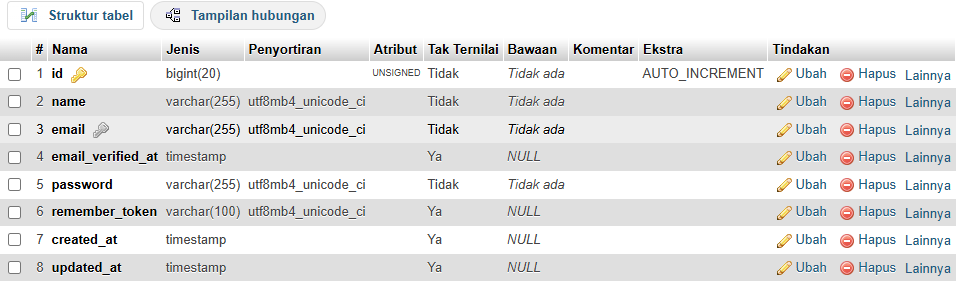 Struktur tabel Tampilan hubungan
# Nama Jenis Penyortiran Atribut Tak Ternilai Bawaan Komentar Ekstra Tindakan
1 id bigint(20) UNSIGNED Tidak Tidak ada AUTO_INCREMENT Ubah Hapus Lainnya
2 name varchar(255) utf8mb4_unicode_ci Tidak Tidak ada Ubah Hapus Lainnya
3 email varchar(255) utf8mb4_unicode_ci Tidak Tidak ada Ubah Hapus Lainnya
4 email_verified_at timestamp Ya NULL Ubah Hapus Lainnya
5 password varchar(255) utf8mb4_unicode_ci Tidak Tidak ada Ubah Hapus Lainnya
6 remember_token varchar(100) utf8mb4_unicode_ci Ya NULL Ubah Hapus Lainnya
7 created_at timestamp Ya NULL Ubah Hapus Lainnya
8 updated_at timestamp Ya NULL Ubah Hapus Lainnya